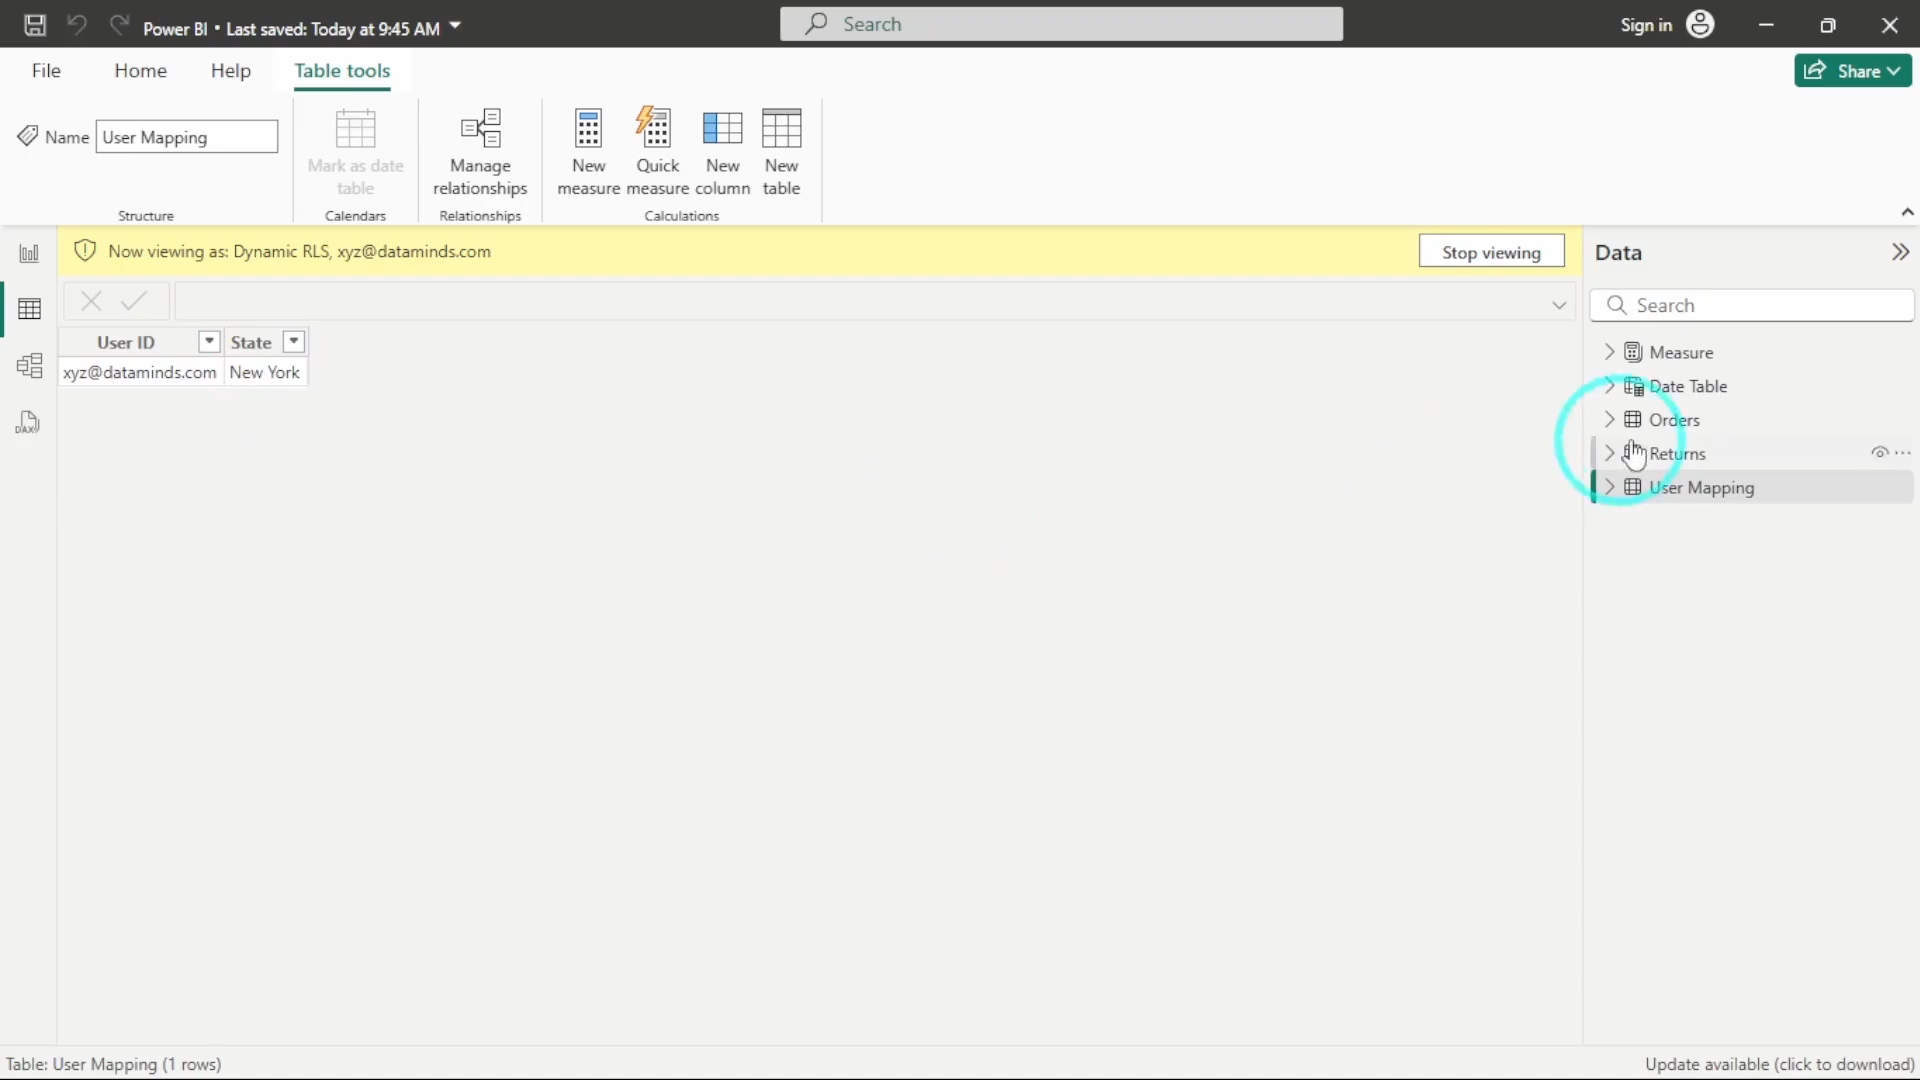 Power BI • Last saved: Today at 9:45 AM
Search
Sign in
File Home Help Table tools
Share
Name User Mapping
Mark as date table
Manage relationships
New measure
Quick measure
New column
New table
Structure Calendars Relationships Calculations
Now viewing as: Dynamic RLS, xyz@dataminds.com
Stop viewing
User ID State
xyz@dataminds.com New York
DAX
Data
Search
Measure
Date Table
Orders
Returns
User Mapping
Table: User Mapping (1 rows)
Update available (click to download)